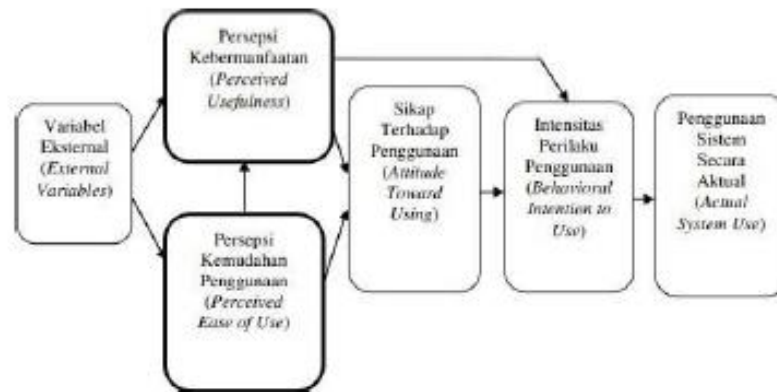 Persepsi
Kebermanfaatan
(Perceived
Usefulness)
Variabel
Eksternal
(External
Variables)
Persepsi
Kemudahan
Penggunaan
(Perceived
Ease of Use)
Sikap
Terhadap
Penggunaan
(Attitude
Toward
Using)
Intensitas
Perilaku
Penggunaan
(Behavioral
Intention to
Use)
Penggunaan
Sistem
Secara
Aktual
(Actual
System Use)